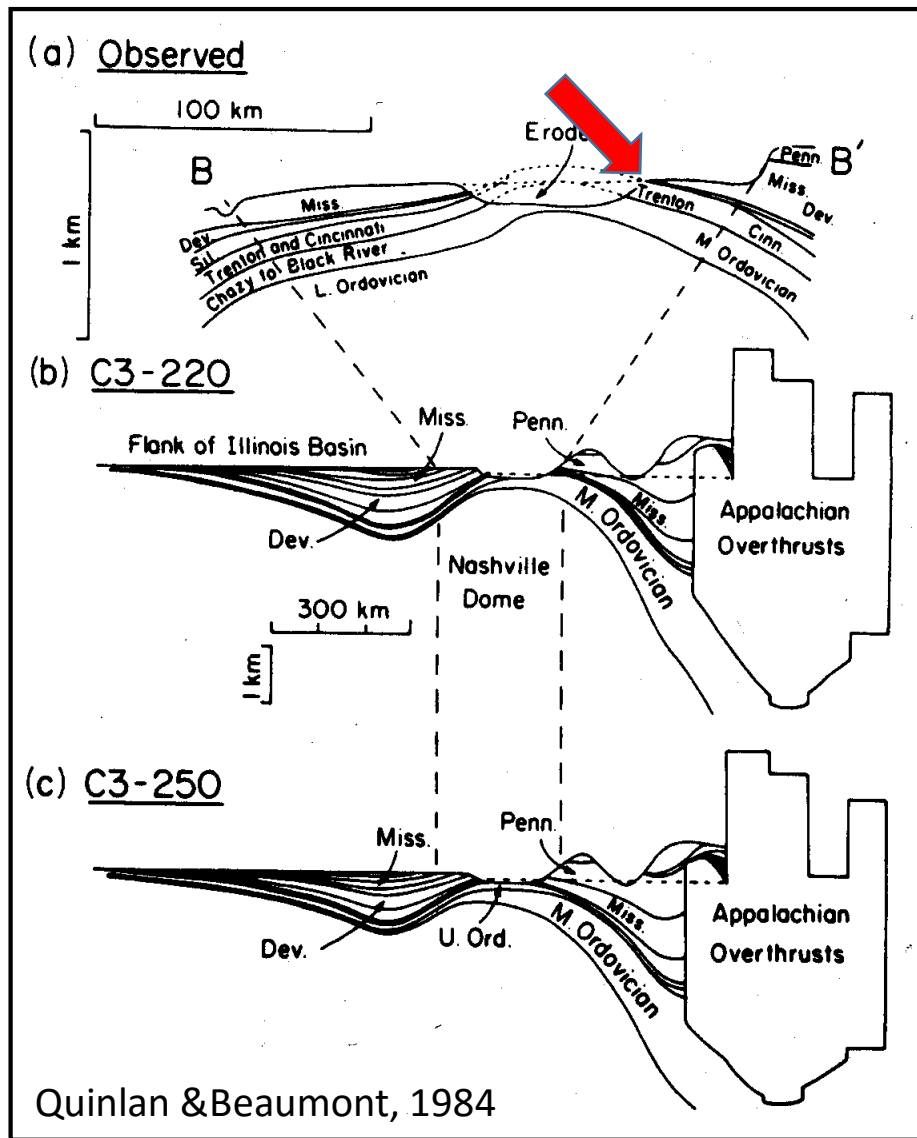 (a) Observed
100 km
1 km
B
B'
Penn.
Miss.
Miss.
Dev.
Dev.
Sil.
Trenton
Cinn.
Trenton and Cincinnati
Chazy to Black River
M. Ordovician
L. Ordovician
(b) C3-220
Miss.
Penn.
Flank of Illinois Basin
Dev.
Miss.
M. Ordovician
Appalachian
Overthrusts
Nashville
Dome
300 km
1 km
(c) C3-250
Miss.
Penn.
Dev.
U. Ord.
Miss.
M. Ordovician
Appalachian
Overthrusts
Quinlan &Beaumont, 1984